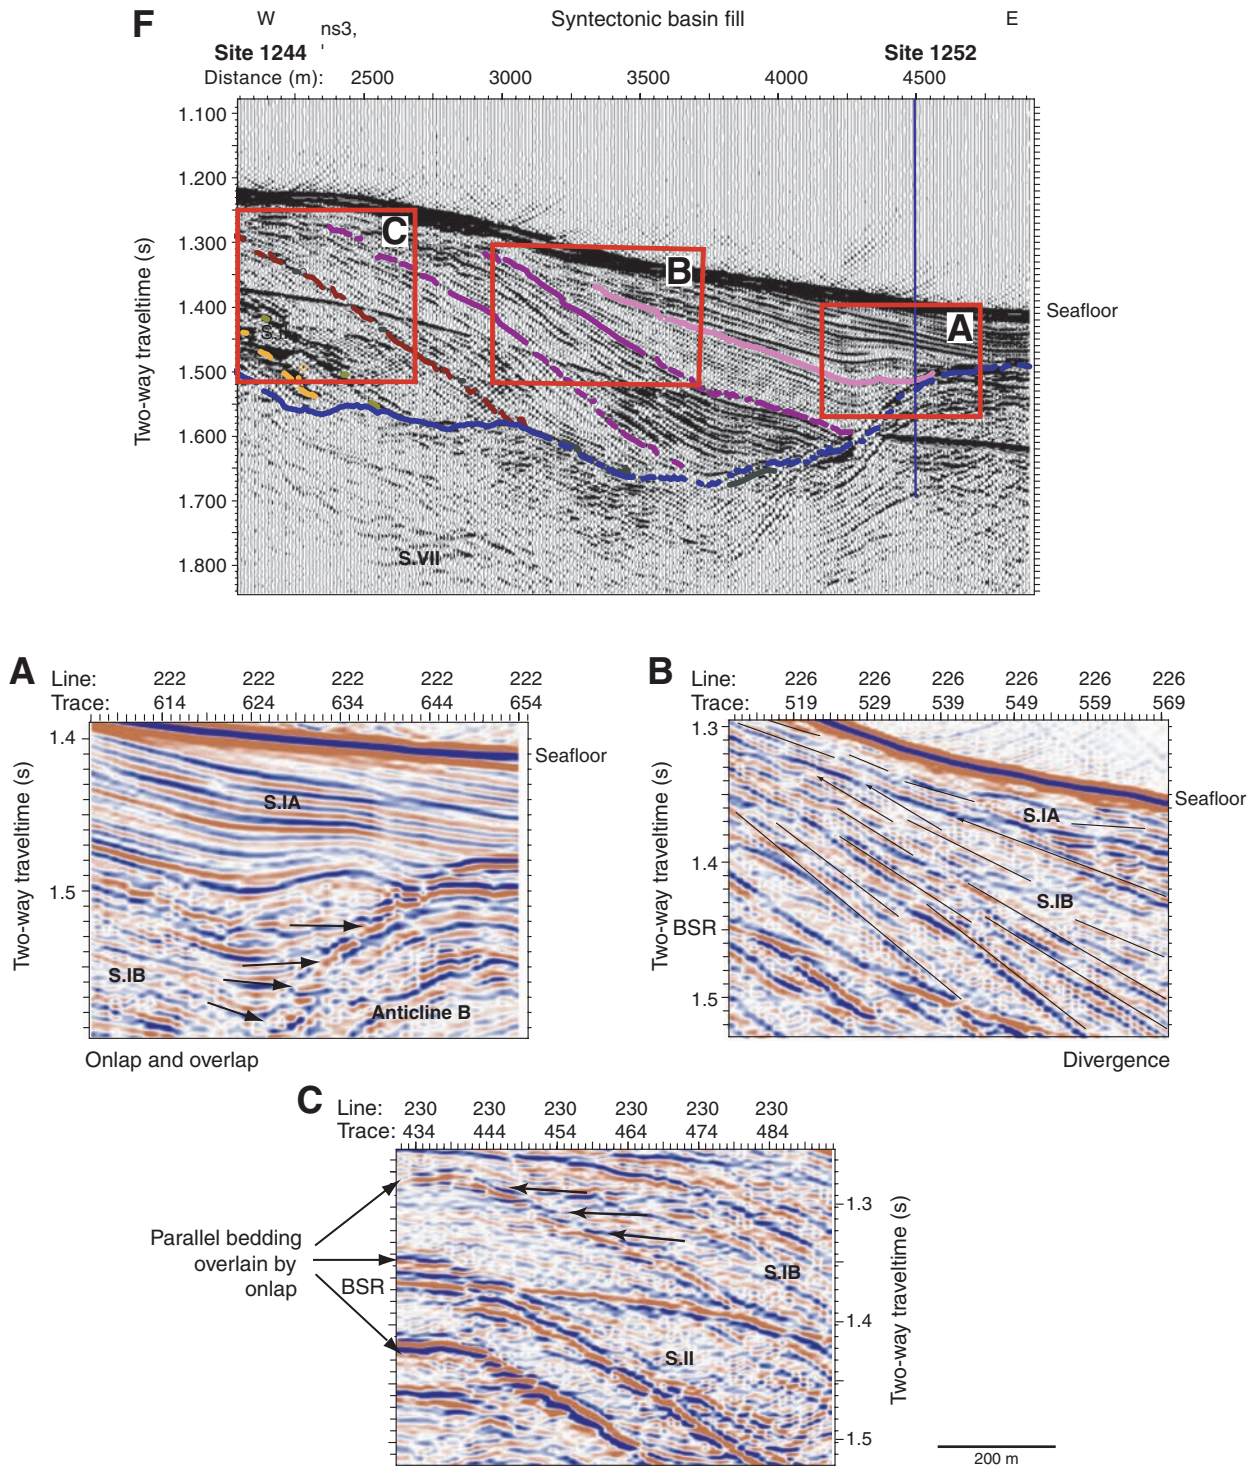 F
W
Syntectonic basin fill
E
ns3,
Site 1244
Site 1252
Distance (m): 2500 3000 3500 4000 4500
Two-way traveltime (s)
1.100
1.200
1.300
1.400
1.500
1.600
1.700
1.800
C
B
A
Seafloor
S.VII
A
Line: 222 222 222 222 222
Trace: 614 624 634 644 654
Two-way traveltime (s)
1.4
1.5
Seafloor
S.IA
S.IB
Anticline B
Onlap and overlap
B
Line: 226 226 226 226 226 226
Trace: 519 529 539 549 559 569
Two-way traveltime (s)
1.3
1.4
BSR
1.5
Seafloor
S.IA
S.IB
Divergence
C
Line: 230 230 230 230 230 230
Trace: 434 444 454 464 474 484
Parallel bedding
overlain by
onlap
BSR
S.IB
S.II
1.3
1.4
1.5
Two-way traveltime (s)
200 m